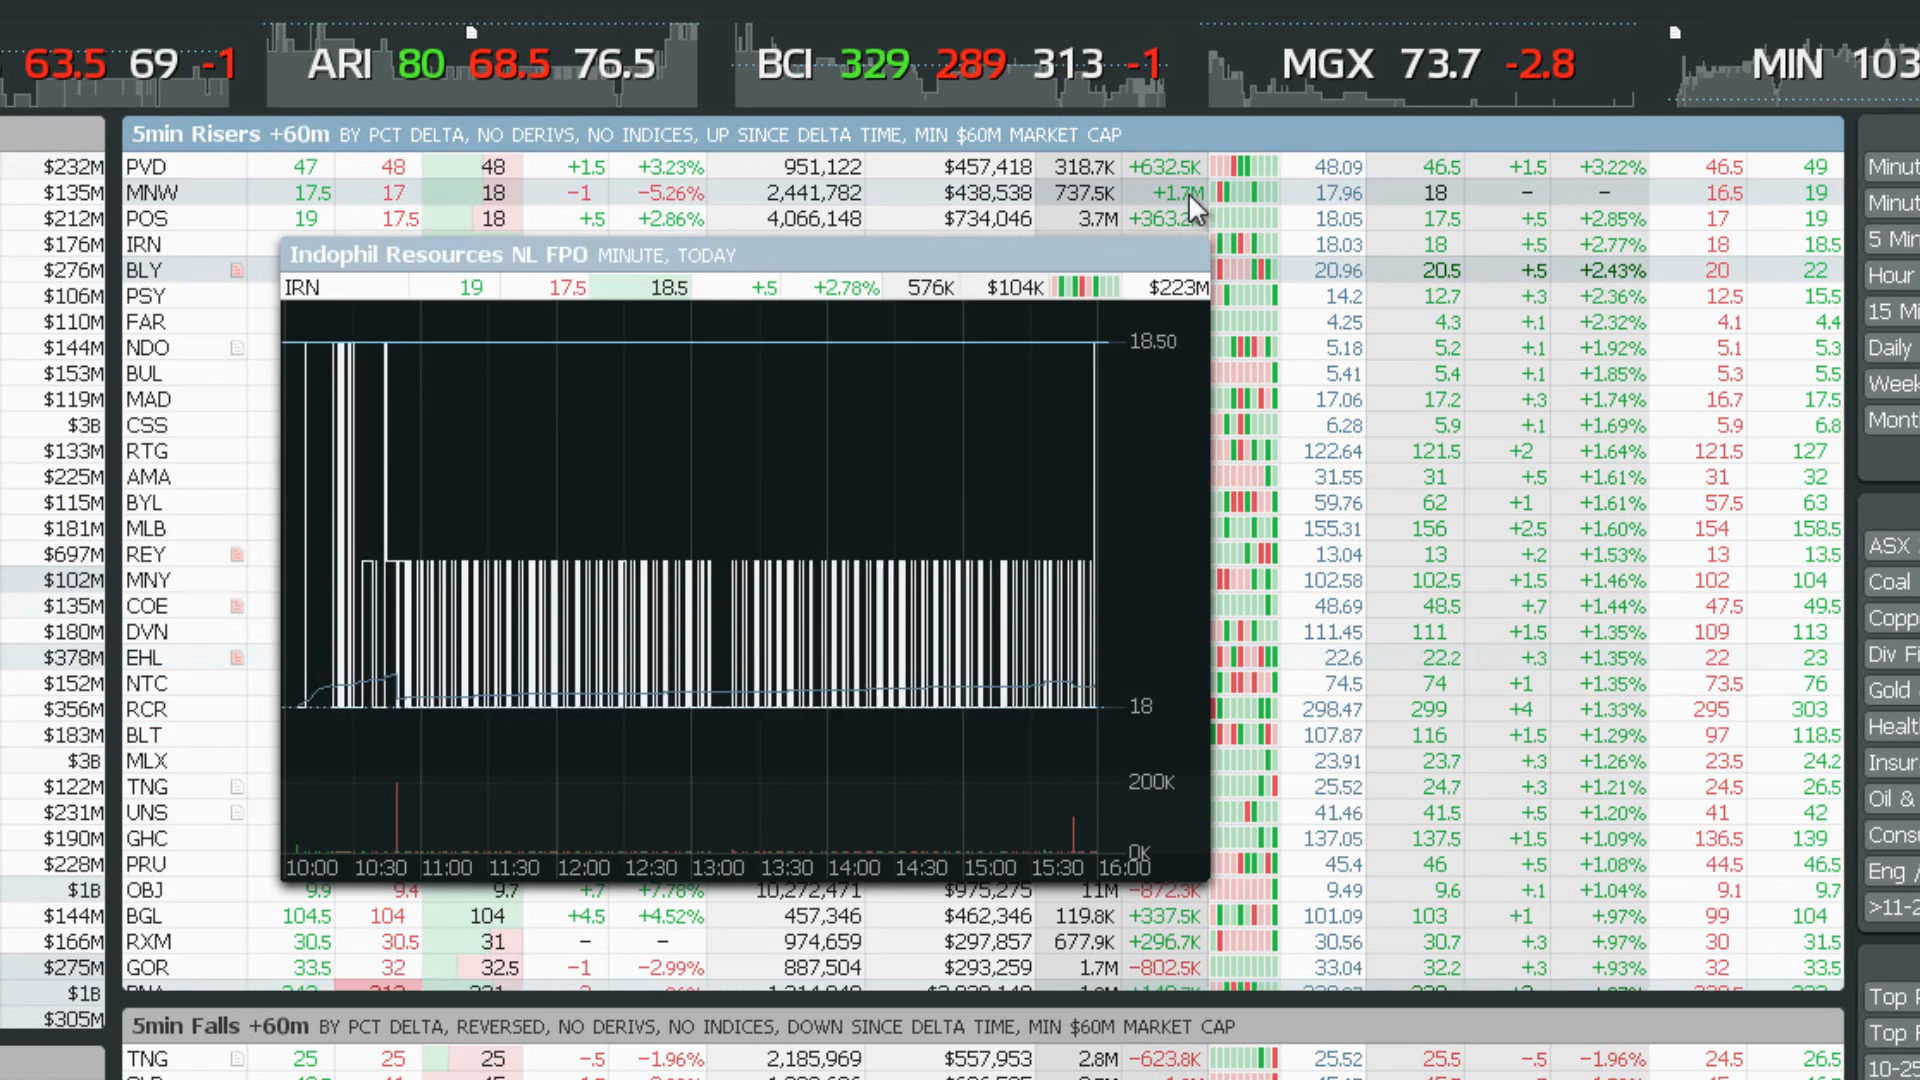 63.5 69 -1 ARI 80 68.5 76.5 BCI 329 289 313 -1 MGX 73.7 -2.8 MIN 103
5min Risers +60m BY PCT DELTA, NO DERIVS, NO INDICES, UP SINCE DELTA TIME, MIN $60M MARKET CAP
$232M PVD 47 48 48 +1.5 +3.23% 951,122 $457,418 318.7K +632.5K 48.09 46.5 +1.5 +3.22% 46.5 49
$135M MNW 17.5 17 18 -1 -5.26% 2,441,782 $438,538 737.5K +1.7M 17.96 18 - - 16.5 19
$212M POS 19 17.5 18 +.5 +2.86% 4,066,148 $734,046 3.7M +363.2 18.05 17.5 +.5 +2.85% 17 19
$176M IRN 18.03 18 +.5 +2.77% 18 18.5
Indophil Resources NL FPO MINUTE, TODAY
IRN 19 17.5 18.5 +.5 +2.78% 576K $104K $223M
18.50
18
200K
0K
10:00 10:30 11:00 11:30 12:00 12:30 13:00 13:30 14:00 14:30 15:00 15:30 16:00
$276M BLY 20.96 20.5 +.5 +2.43% 20 22
$106M PSY 14.2 12.7 +.3 +2.36% 12.5 15.5
$110M FAR 4.25 4.3 +.1 +2.32% 4.1 4.4
$144M NDO 5.18 5.2 +.1 +1.92% 5.1 5.3
$153M BUL 5.41 5.4 +.1 +1.85% 5.3 5.5
$119M MAD 17.06 17.2 +.3 +1.74% 16.7 17.5
$3B CSS 6.28 5.9 +.1 +1.69% 5.9 6.8
$133M RTG 122.64 121.5 +2 +1.64% 121.5 127
$225M AMA 31.55 31 +.5 +1.61% 31 32
$115M BYL 59.76 62 +1 +1.61% 57.5 63
$181M MLB 155.31 156 +2.5 +1.60% 154 158.5
$697M REY 13.04 13 +.2 +1.53% 13 13.5
$102M MNY 102.58 102.5 +1.5 +1.46% 102 104
$135M COE 48.69 48.5 +.7 +1.44% 47.5 49.5
$180M DVN 111.45 111 +1.5 +1.35% 109 113
$378M EHL 22.6 22.2 +.3 +1.35% 22 23
$152M NTC 74.5 74 +1 +1.35% 73.5 76
$356M RCR 298.47 299 +4 +1.33% 295 303
$183M BLT 107.87 116 +1.5 +1.29% 97 118.5
$3B MLX 23.91 23.7 +.3 +1.26% 23.5 24.2
$122M TNG 25.52 24.7 +.3 +1.21% 24.5 26.5
$231M UNS 41.46 41.5 +.5 +1.20% 41 42
$190M GHC 137.05 137.5 +1.5 +1.09% 136.5 139
$228M PRU 45.4 46 +.5 +1.08% 44.5 46.5
$1B OBJ 9.9 9.4 9.7 +.7 +7.78% 10,272,471 $975,275 11M -872.3K 9.49 9.6 +.1 +1.04% 9.1 9.7
$144M BGL 104.5 104 104 +4.5 +4.52% 457,346 $462,346 119.8K +337.5K 101.09 103 +1 +.97% 99 104
$166M RXM 30.5 30.5 31 - - 974,659 $297,857 677.9K +296.7K 30.56 30.7 +.3 +.97% 30 31.5
$275M GOR 33.5 32 32.5 -1 -2.99% 887,504 $293,259 1.7M -802.5K 33.04 32.2 +.3 +.93% 32 33.5
$1B
$305M
5min Falls +60m BY PCT DELTA, REVERSED, NO DERIVS, NO INDICES, DOWN SINCE DELTA TIME, MIN $60M MARKET CAP
TNG 25 25 25 -.5 -1.96% 2,185,969 $557,953 2.8M -623.8K 25.52 25.5 -.5 -1.96% 24.5 26.5
Minut
Minut
5 Min
Hour
15 Mi
Daily
Week
Mont
ASX
Coal
Copp
Div Fi
Gold
Healt
Insur
Oil &
Cons
Eng /
>11-2
Top F
Top F
10-25